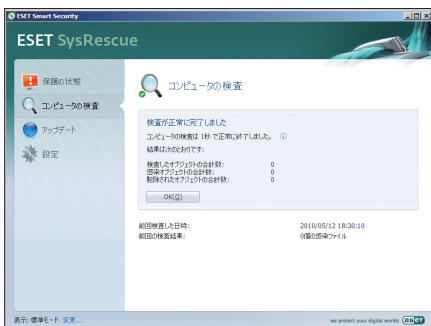 ESET Smart Security
ESET SysRescue
保護の状態
コンピュータの検査
アップデート
設定
コンピュータの検査
検査が正常に完了しました
コンピュータの検査は 1秒 で正常に終了しました。
結果は次のとおりです:
検査したオブジェクトの合計数: 0
感染オブジェクトの合計数: 0
駆除されたオブジェクトの合計数: 0
OK(O)
前回検査した日時: 2010/05/12 18:30:10
前回の検査結果: 0個の感染ファイル
表示: 標準モード 変更...
we protect your digital worlds eset